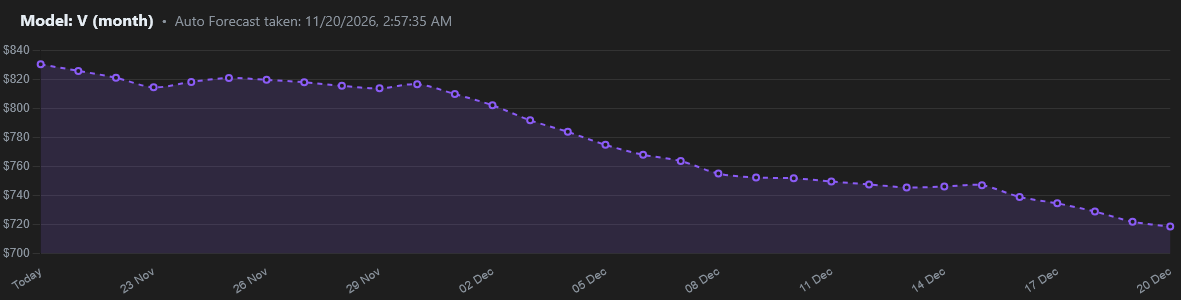 Model: V (month) • Auto Forecast taken: 11/20/2026, 2:57:35 AM
$840
$820
$800
$780
$760
$740
$720
$700
Today
23 Nov
26 Nov
29 Nov
02 Dec
05 Dec
08 Dec
11 Dec
14 Dec
17 Dec
20 Dec